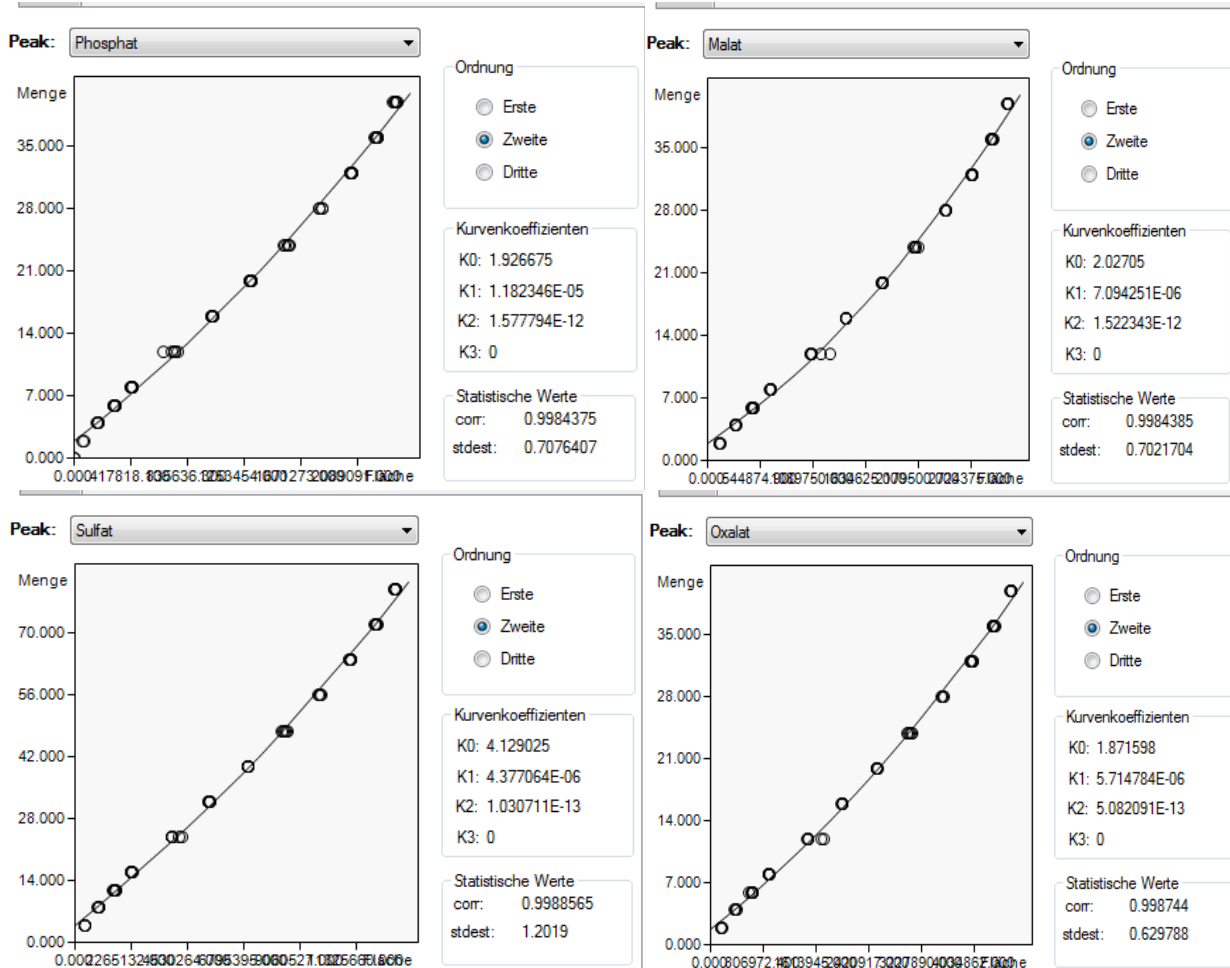 Peak: Phosphat
Menge
35.000
28.000
21.000
14.000
7.000
0.000
Ordnung
Erste
Zweite
Dritte
Kurvenkoeffizienten
K0: 1.926675
K1: 1.182346E-05
K2: 1.577794E-12
K3: 0
Statistische Werte
corr: 0.9984375
stdest: 0.7076407
Peak: Malat
Menge
35.000
28.000
21.000
14.000
7.000
0.000
Ordnung
Erste
Zweite
Dritte
Kurvenkoeffizienten
K0: 2.02705
K1: 7.094251E-06
K2: 1.522343E-12
K3: 0
Statistische Werte
corr: 0.9984385
stdest: 0.7021704
Peak: Sulfat
Menge
70.000
56.000
42.000
28.000
14.000
0.000
Ordnung
Erste
Zweite
Dritte
Kurvenkoeffizienten
K0: 4.129025
K1: 4.377064E-06
K2: 1.030711E-13
K3: 0
Statistische Werte
corr: 0.9988565
stdest: 1.2019
Peak: Oxalat
Menge
35.000
28.000
21.000
14.000
7.000
0.000
Ordnung
Erste
Zweite
Dritte
Kurvenkoeffizienten
K0: 1.871598
K1: 5.714784E-06
K2: 5.082091E-13
K3: 0
Statistische Werte
corr: 0.998744
stdest: 0.629788